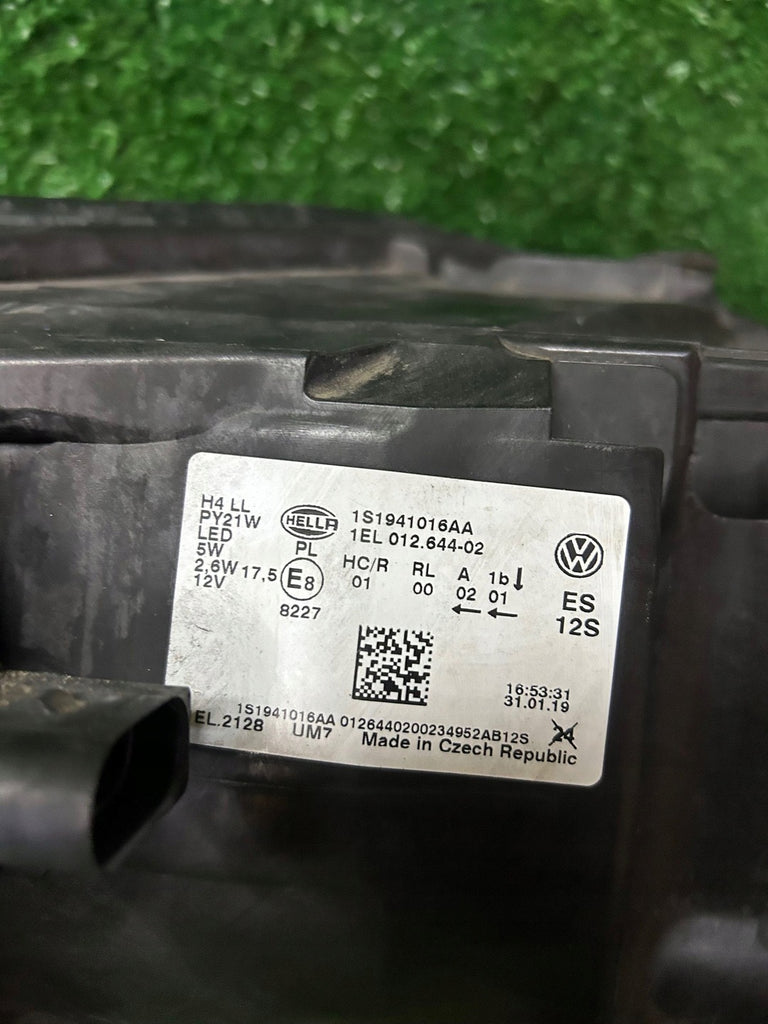 H4 LL
PY21W
LED
5W
2,6W
12V
17,5
HELLA
PL
E8
8227
1S1941016AA
1EL 012.644-02
HC/R RL A 1b↓
01 00 02 01
← ←
VW
ES
12S
16:53:31
31.01.19
1S1941016AA 0126440200234952AB12S
24
EL.2128 UM7 Made in Czech Republic